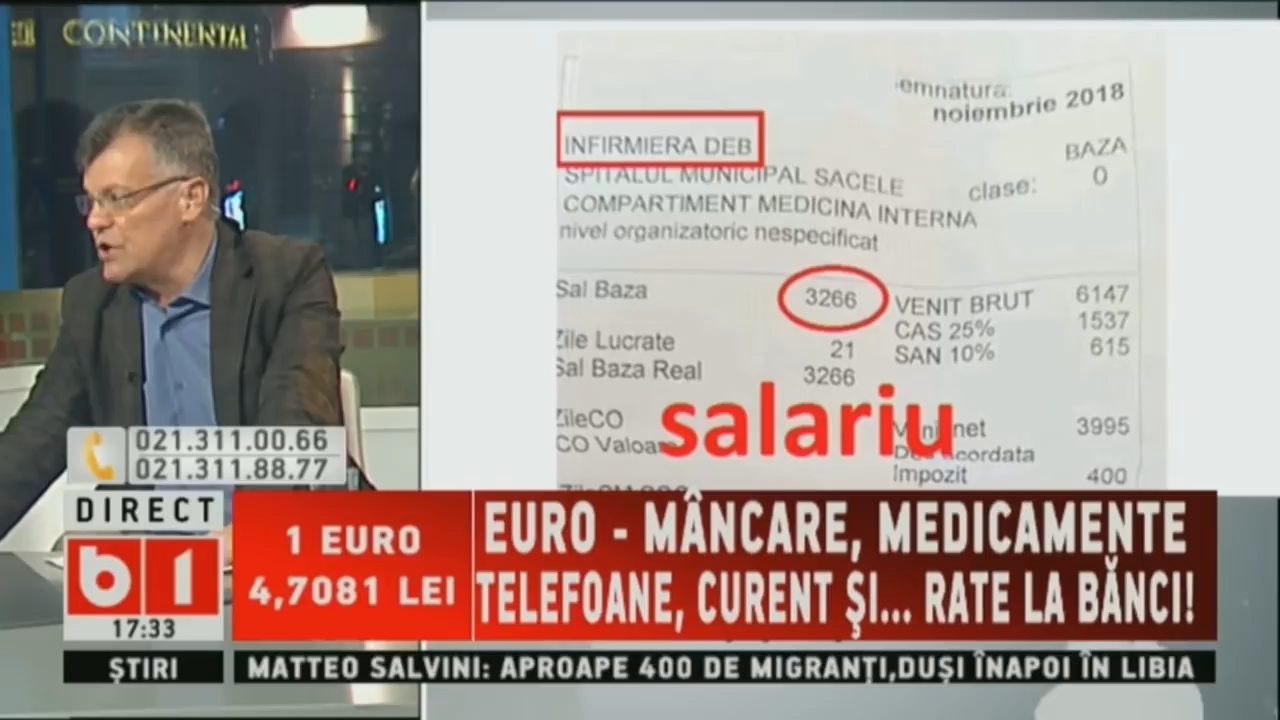 CONTINENTAL
noiembrie 2018
INFIRMIERA DEB
BAZA
SPITALUL MUNICIPAL SACELE
clase: 0
COMPARTIMENT MEDICINA INTERNA
nivel organizatoric nespecificat
Sal Baza 3266 VENIT BRUT 6147
CAS 25% 1537
Zile Lucrate 21 SAN 10% 615
Sal Baza Real 3266
salariu
ZileCO net 3995
CO
Impozit 400
021.311.00.66
021.311.88.77
DIRECT
b1
17:33
1 EURO
4,7081 LEI
EURO - MÂNCARE, MEDICAMENTE
TELEFOANE, CURENT ŞI... RATE LA BĂNCI!
ŞTIRI
MATTEO SALVINI: APROAPE 400 DE MIGRANŢI,DUŞI ÎNAPOI ÎN LIBIA